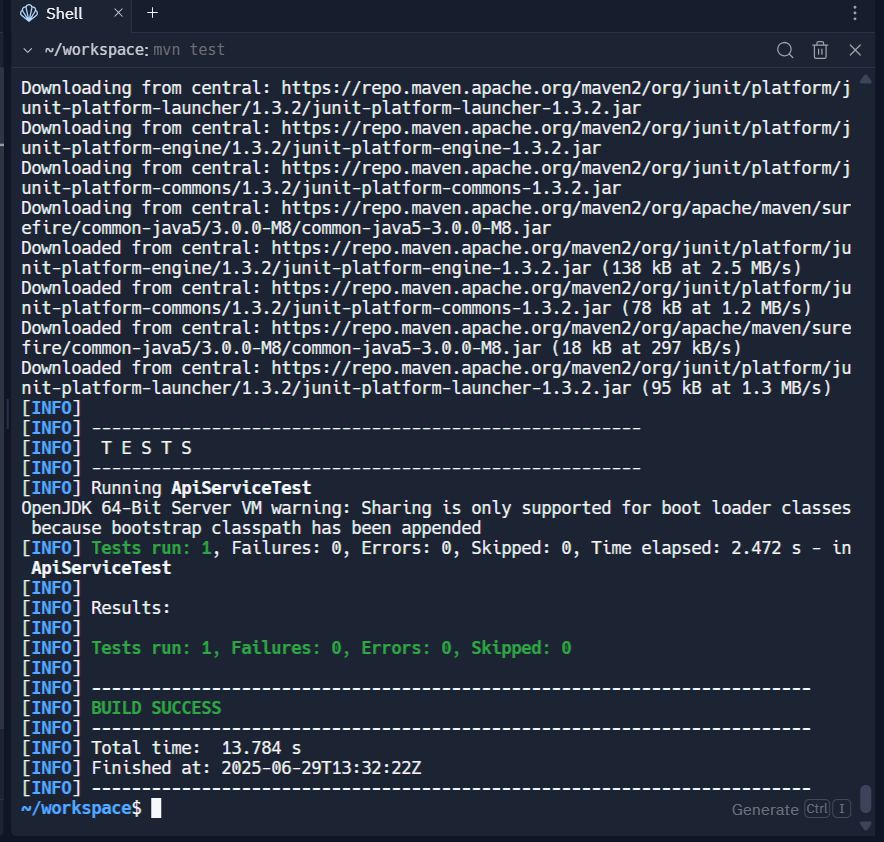 Shell
~/workspace: mvn test
Downloading from central: https://repo.maven.apache.org/maven2/org/junit/platform/j
unit-platform-launcher/1.3.2/junit-platform-launcher-1.3.2.jar
Downloading from central: https://repo.maven.apache.org/maven2/org/junit/platform/j
unit-platform-engine/1.3.2/junit-platform-engine-1.3.2.jar
Downloading from central: https://repo.maven.apache.org/maven2/org/junit/platform/j
unit-platform-commons/1.3.2/junit-platform-commons-1.3.2.jar
Downloading from central: https://repo.maven.apache.org/maven2/org/apache/maven/sur
efire/common-java5/3.0.0-M8/common-java5-3.0.0-M8.jar
Downloaded from central: https://repo.maven.apache.org/maven2/org/junit/platform/ju
nit-platform-engine/1.3.2/junit-platform-engine-1.3.2.jar (138 kB at 2.5 MB/s)
Downloaded from central: https://repo.maven.apache.org/maven2/org/junit/platform/ju
nit-platform-commons/1.3.2/junit-platform-commons-1.3.2.jar (78 kB at 1.2 MB/s)
Downloaded from central: https://repo.maven.apache.org/maven2/org/apache/maven/sure
fire/common-java5/3.0.0-M8/common-java5-3.0.0-M8.jar (18 kB at 297 kB/s)
Downloaded from central: https://repo.maven.apache.org/maven2/org/junit/platform/ju
nit-platform-launcher/1.3.2/junit-platform-launcher-1.3.2.jar (95 kB at 1.3 MB/s)
[INFO]
[INFO] -------------------------------------------------------
[INFO]  T E S T S
[INFO] -------------------------------------------------------
[INFO] Running ApiServiceTest
OpenJDK 64-Bit Server VM warning: Sharing is only supported for boot loader classes
 because bootstrap classpath has been appended
[INFO] Tests run: 1, Failures: 0, Errors: 0, Skipped: 0, Time elapsed: 2.472 s - in
 ApiServiceTest
[INFO]
[INFO] Results:
[INFO]
[INFO] Tests run: 1, Failures: 0, Errors: 0, Skipped: 0
[INFO]
[INFO] ------------------------------------------------------------------------
[INFO] BUILD SUCCESS
[INFO] ------------------------------------------------------------------------
[INFO] Total time:  13.784 s
[INFO] Finished at: 2025-06-29T13:32:22Z
[INFO] ------------------------------------------------------------------------
~/workspace$
Generate Ctrl I